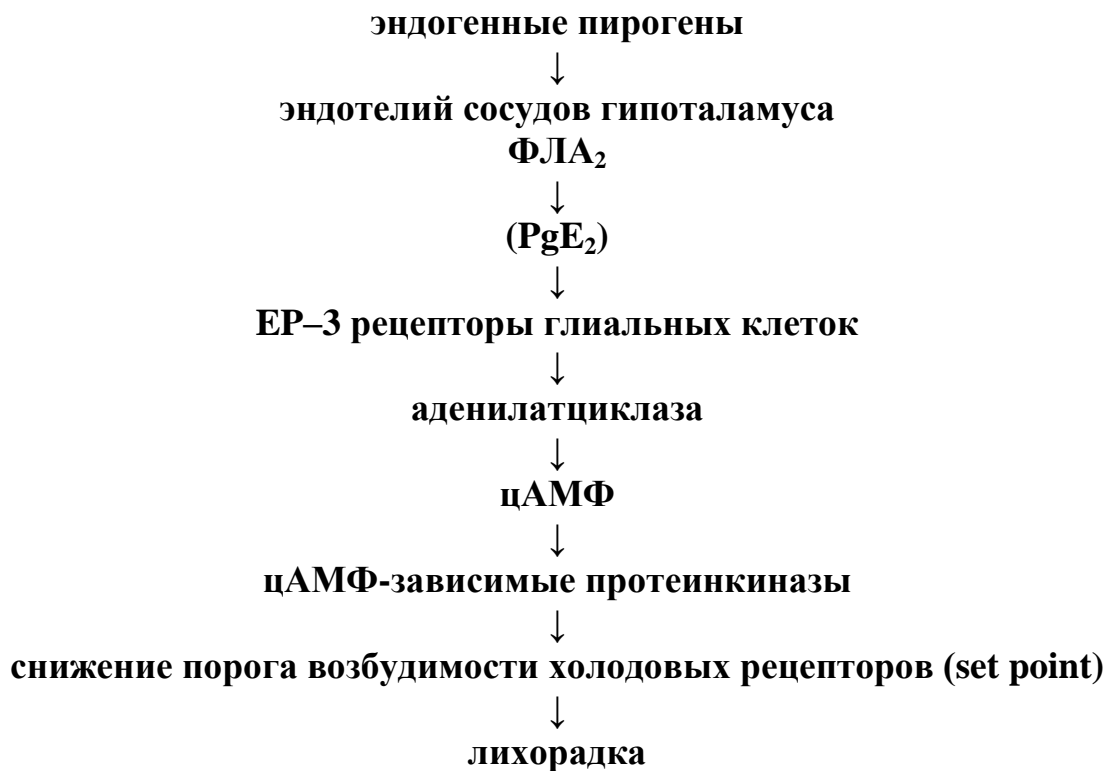 эндогенные пирогены
↓
эндотелий сосудов гипоталамуса
ФЛА₂
↓
(PgE₂)
↓
ЕР–3 рецепторы глиальных клеток
↓
аденилатциклаза
↓
цАМФ
↓
цАМФ-зависимые протеинкиназы
↓
снижение порога возбудимости холодовых рецепторов (set point)
↓
лихорадка